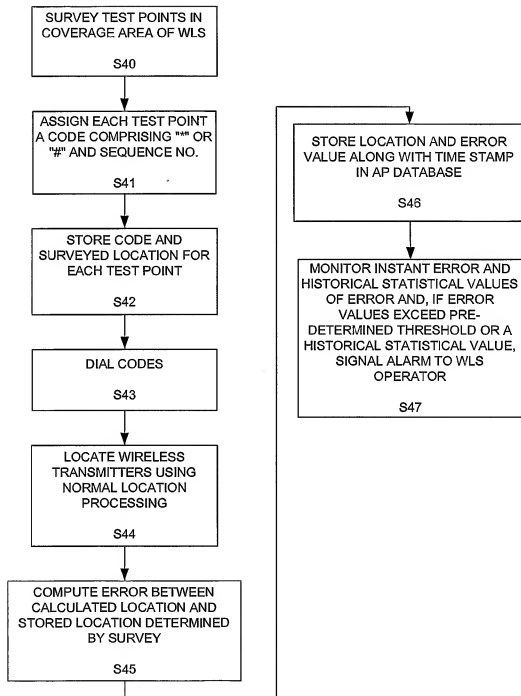 SURVEY TEST POINTS IN
COVERAGE AREA OF WLS
S40
ASSIGN EACH TEST POINT
A CODE COMPRISING "*" OR
"#" AND SEQUENCE NO.
S41
STORE CODE AND
SURVEYED LOCATION FOR
EACH TEST POINT
S42
DIAL CODES
S43
LOCATE WIRELESS
TRANSMITTERS USING
NORMAL LOCATION
PROCESSING
S44
COMPUTE ERROR BETWEEN
CALCULATED LOCATION AND
STORED LOCATION DETERMINED
BY SURVEY
S45
STORE LOCATION AND ERROR
VALUE ALONG WITH TIME STAMP
IN AP DATABASE
S46
MONITOR INSTANT ERROR AND
HISTORICAL STATISTICAL VALUES
OF ERROR AND, IF ERROR
VALUES EXCEED PRE-
DETERMINED THRESHOLD OR A
HISTORICAL STATISTICAL VALUE,
SIGNAL ALARM TO WLS
OPERATOR
S47